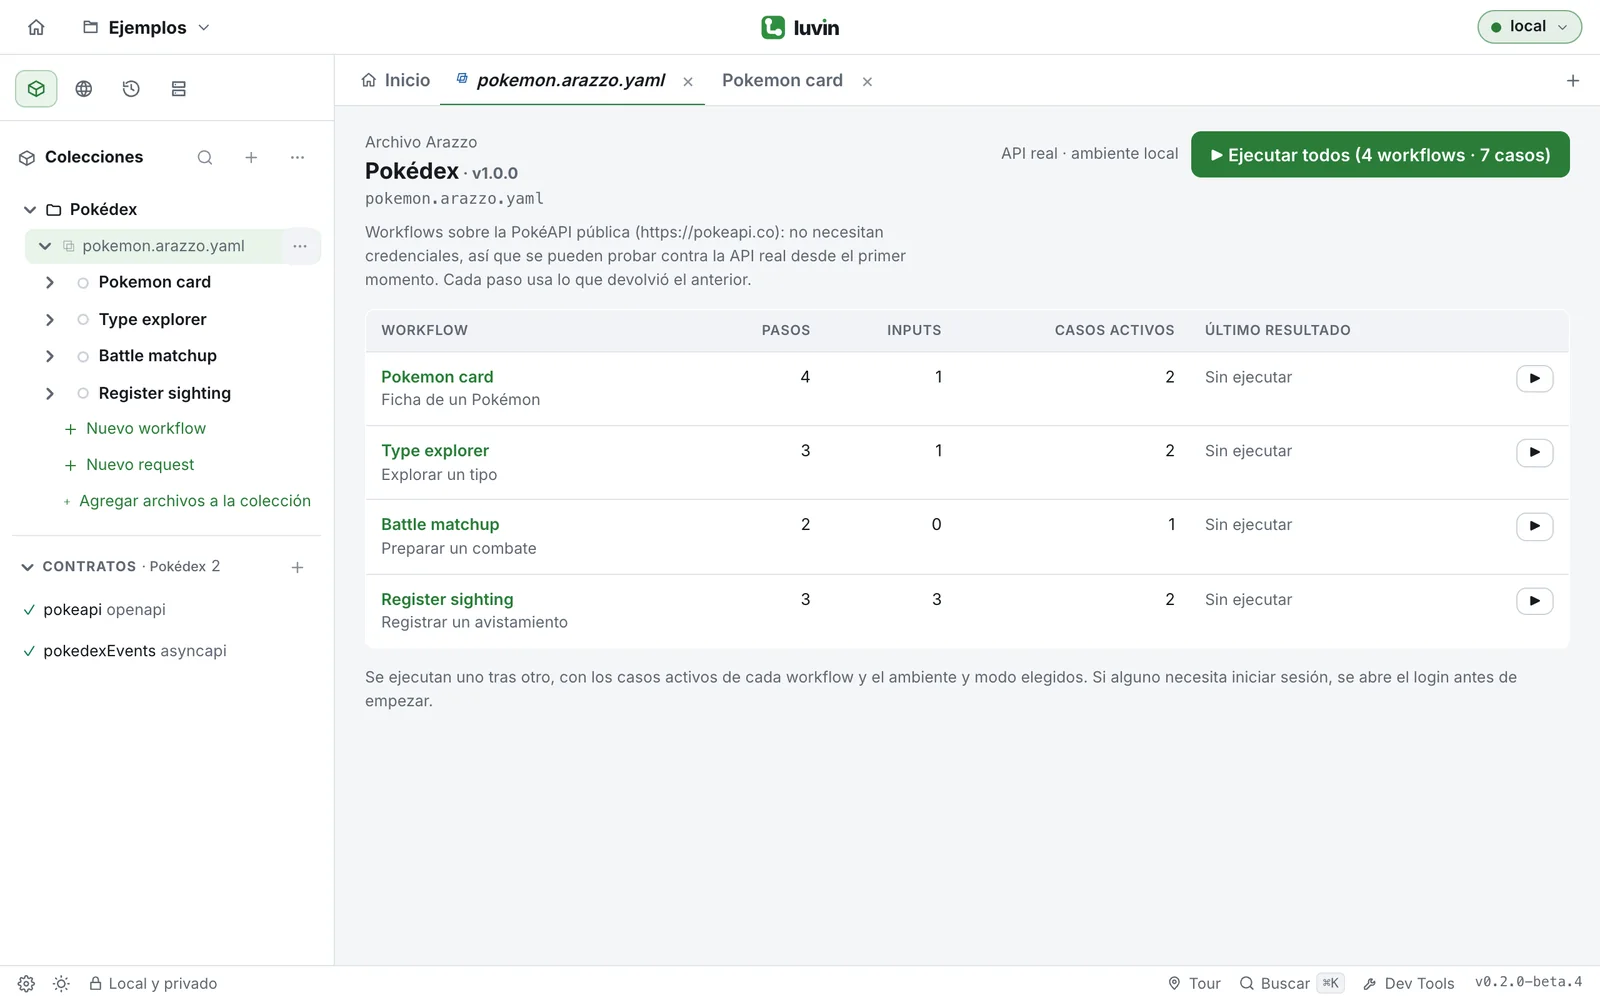 Ejemplos
luvin
local
Inicio
pokemon.arazzo.yaml
Pokemon card
Colecciones
Pokédex
pokemon.arazzo.yaml
Pokemon card
Type explorer
Battle matchup
Register sighting
+ Nuevo workflow
+ Nuevo request
+ Agregar archivos a la colección
CONTRATOS · Pokédex 2
pokeapi openapi
pokedexEvents asyncapi
Archivo Arazzo
Pokédex · v1.0.0
pokemon.arazzo.yaml
API real · ambiente local
Ejecutar todos (4 workflows · 7 casos)
Workflows sobre la PokéAPI pública (https://pokeapi.co): no necesitan
credenciales, así que se pueden probar contra la API real desde el primer
momento. Cada paso usa lo que devolvió el anterior.
WORKFLOW PASOS INPUTS CASOS ACTIVOS ÚLTIMO RESULTADO
Pokemon card 4 1 2 Sin ejecutar
Ficha de un Pokémon
Type explorer 3 1 2 Sin ejecutar
Explorar un tipo
Battle matchup 2 0 1 Sin ejecutar
Preparar un combate
Register sighting 3 3 2 Sin ejecutar
Registrar un avistamiento
Se ejecutan uno tras otro, con los casos activos de cada workflow y el ambiente y modo elegidos. Si alguno necesita iniciar sesión, se abre el login antes de
empezar.
Local y privado
Tour
Buscar ⌘K
Dev Tools
v0.2.0-beta.4